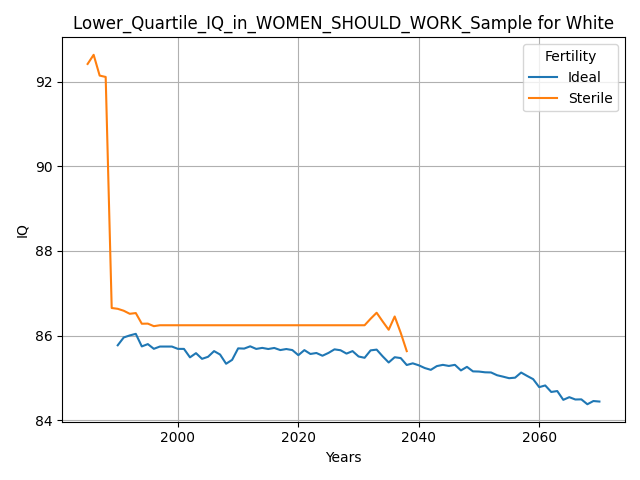 Lower_Quartile_IQ_in_WOMEN_SHOULD_WORK_Sample for White
Fertility
Ideal
Sterile
IQ
92
90
88
86
84
2000
2020
2040
2060
Years